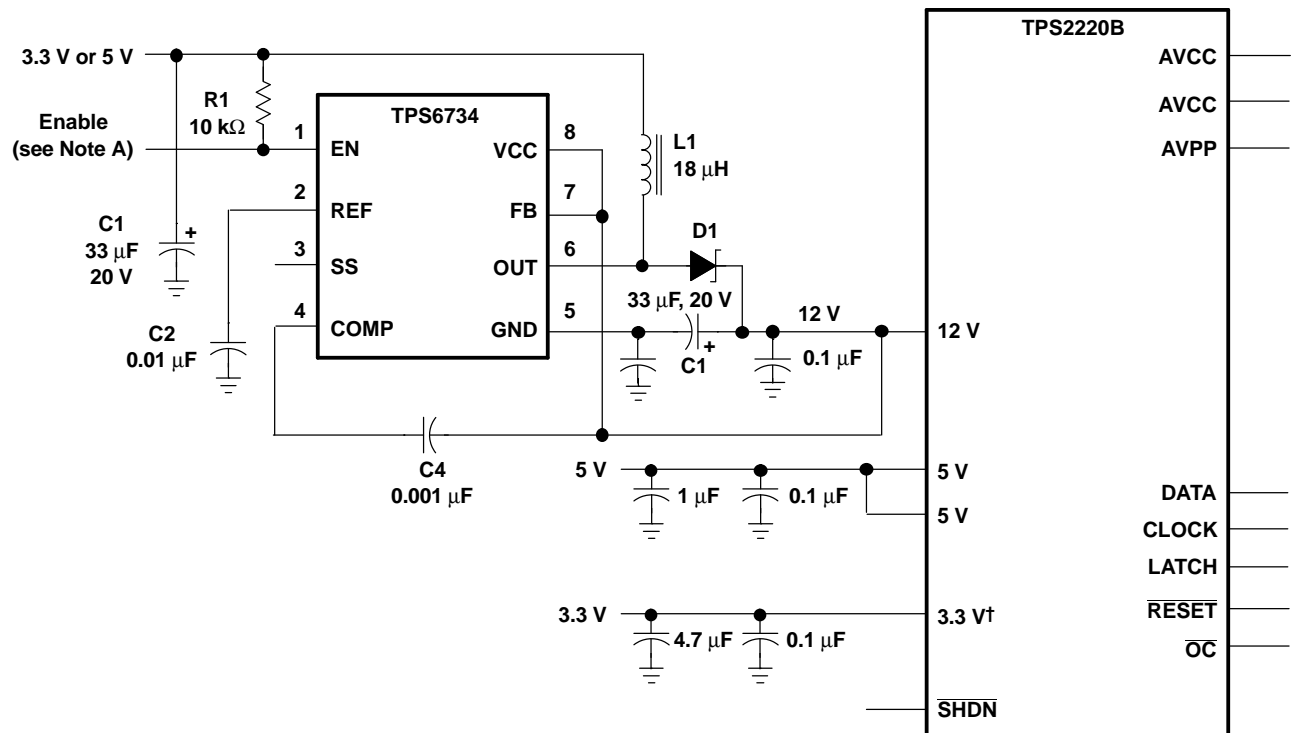 TPS2220B
3.3 V or 5 V
AVCC
R1
10 kΩ
AVCC
Enable
(see Note A)
TPS6734
1
EN
VCC
8
L1
18 μH
AVPP
2
REF
FB
7
C1
33 μF
20 V
+
3
SS
OUT
6
D1
33 μF, 20 V
4
COMP
GND
5
12 V
12 V
C2
0.01 μF
+
C1
0.1 μF
C4
0.001 μF
5 V
1 μF
0.1 μF
5 V
5 V
DATA
CLOCK
LATCH
3.3 V
4.7 μF
0.1 μF
3.3 V†
RESET
OC
SHDN